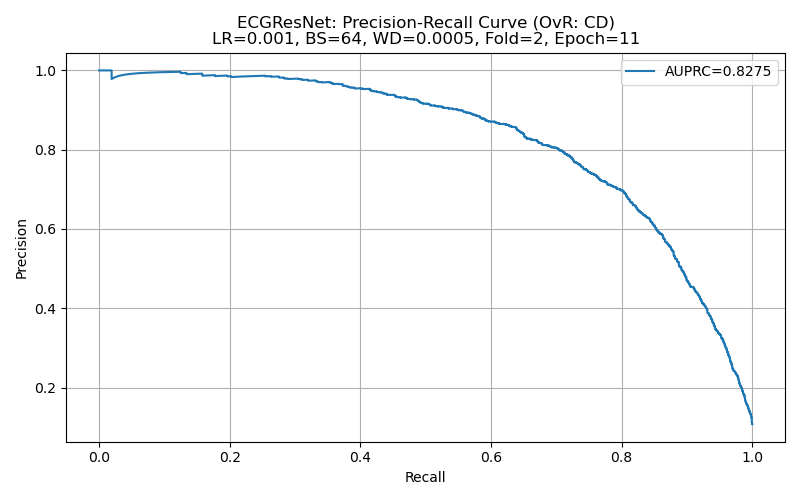 ECGResNet: Precision-Recall Curve (OvR: CD)
LR=0.001, BS=64, WD=0.0005, Fold=2, Epoch=11
AUPRC=0.8275
1.0
0.8
0.6
0.4
0.2
Precision
0.0 0.2 0.4 0.6 0.8 1.0
Recall